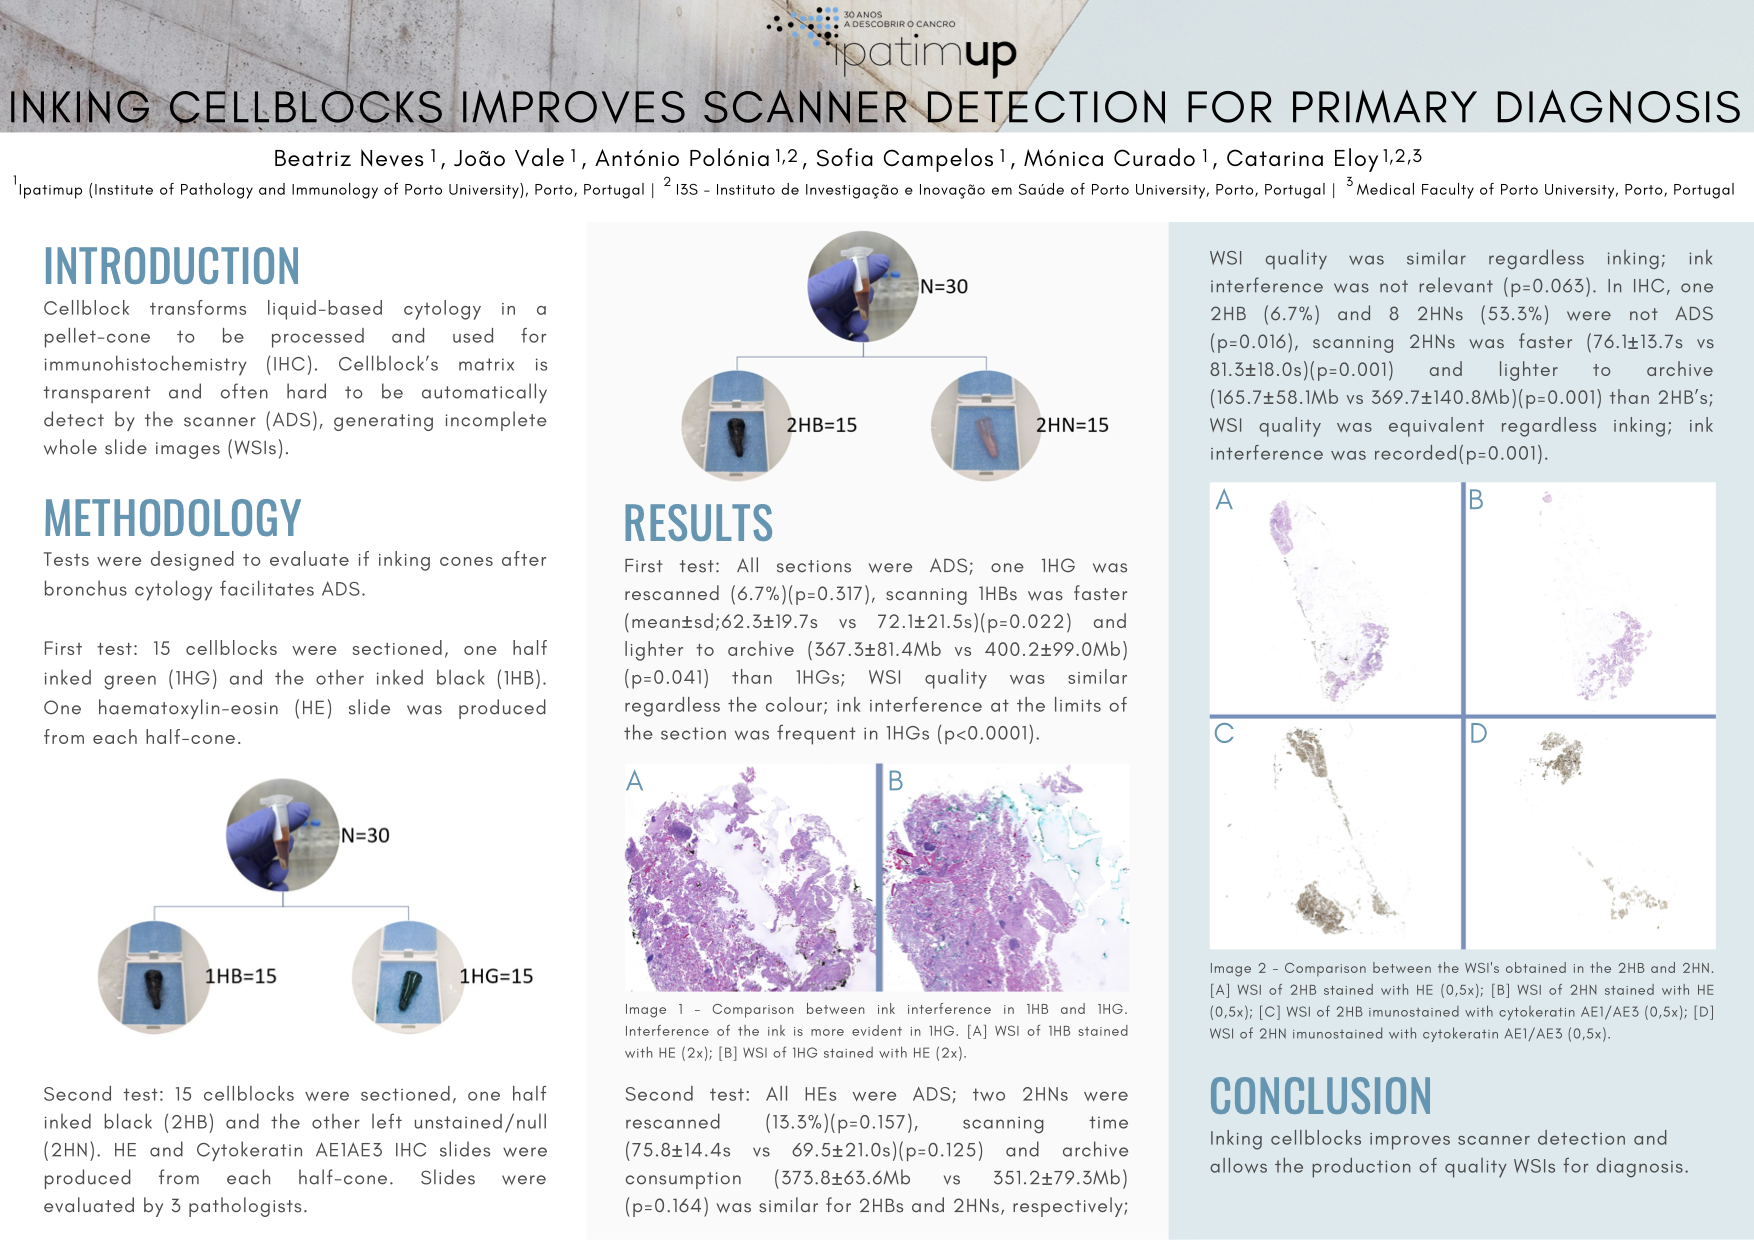 30 ANOS
A DESCOBRIR O CANCRO
ipatimup
INKING CELLBLOCKS IMPROVES SCANNER DETECTION FOR PRIMARY DIAGNOSIS
Beatriz Neves 1, João Vale 1, António Polónia 1,2, Sofia Campelos 1, Mónica Curado 1, Catarina Eloy 1,2,3
1 Ipatimup (Institute of Pathology and Immunology of Porto University), Porto, Portugal | 2 I3S - Instituto de Investigação e Inovação em Saúde of Porto University, Porto, Portugal | 3 Medical Faculty of Porto University, Porto, Portugal
INTRODUCTION
Cellblock transforms liquid-based cytology in a
pellet-cone to be processed and used for
immunohistochemistry (IHC). Cellblock's matrix is
transparent and often hard to be automatically
detect by the scanner (ADS), generating incomplete
whole slide images (WSIs).
METHODOLOGY
Tests were designed to evaluate if inking cones after
bronchus cytology facilitates ADS.
First test: 15 cellblocks were sectioned, one half
inked green (1HG) and the other inked black (1HB).
One haematoxylin-eosin (HE) slide was produced
from each half-cone.
N=30
1HB=15
1HG=15
Second test: 15 cellblocks were sectioned, one half
inked black (2HB) and the other left unstained/null
(2HN). HE and Cytokeratin AE1AE3 IHC slides were
produced from each half-cone. Slides were
evaluated by 3 pathologists.
N=30
2HB=15
2HN=15
RESULTS
First test: All sections were ADS; one 1HG was
rescanned (6.7%)(p=0.317), scanning 1HBs was faster
(mean±sd;62.3±19.7s vs 72.1±21.5s)(p=0.022) and
lighter to archive (367.3±81.4Mb vs 400.2±99.0Mb)
(p=0.041) than 1HGs; WSI quality was similar
regardless the colour; ink interference at the limits of
the section was frequent in 1HGs (p<0.0001).
A
B
Image 1 - Comparison between ink interference in 1HB and 1HG.
Interference of the ink is more evident in 1HG. [A] WSI of 1HB stained
with HE (2x); [B] WSI of 1HG stained with HE (2x).
Second test: All HEs were ADS; two 2HNs were
rescanned (13.3%)(p=0.157), scanning time
(75.8±14.4s vs 69.5±21.0s)(p=0.125) and archive
consumption (373.8±63.6Mb vs 351.2±79.3Mb)
(p=0.164) was similar for 2HBs and 2HNs, respectively;
WSI quality was similar regardless inking; ink
interference was not relevant (p=0.063). In IHC, one
2HB (6.7%) and 8 2HNs (53.3%) were not ADS
(p=0.016), scanning 2HNs was faster (76.1±13.7s vs
81.3±18.0s)(p=0.001) and lighter to archive
(165.7±58.1Mb vs 369.7±140.8Mb)(p=0.001) than 2HB's;
WSI quality was equivalent regardless inking; ink
interference was recorded(p=0.001).
A
B
C
D
Image 2 - Comparison between the WSI's obtained in the 2HB and 2HN.
[A] WSI of 2HB stained with HE (0,5x); [B] WSI of 2HN stained with HE
(0,5x); [C] WSI of 2HB imunostained with cytokeratin AE1/AE3 (0,5x); [D]
WSI of 2HN imunostained with cytokeratin AE1/AE3 (0,5x).
CONCLUSION
Inking cellblocks improves scanner detection and
allows the production of quality WSIs for diagnosis.